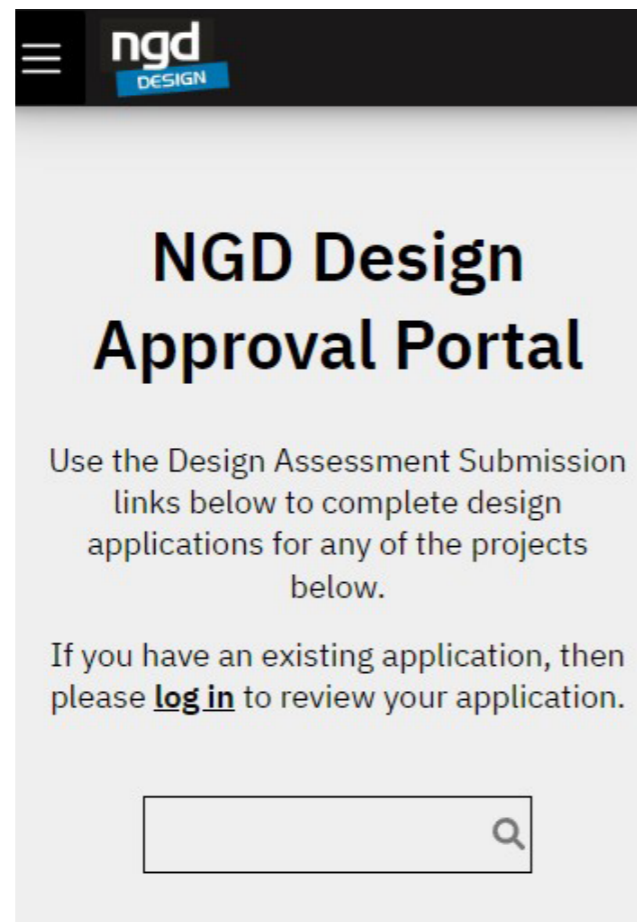 ngd
DESIGN
NGD Design
Approval Portal
Use the Design Assessment Submission
links below to complete design
applications for any of the projects
below.
If you have an existing application, then
please log in to review your application.